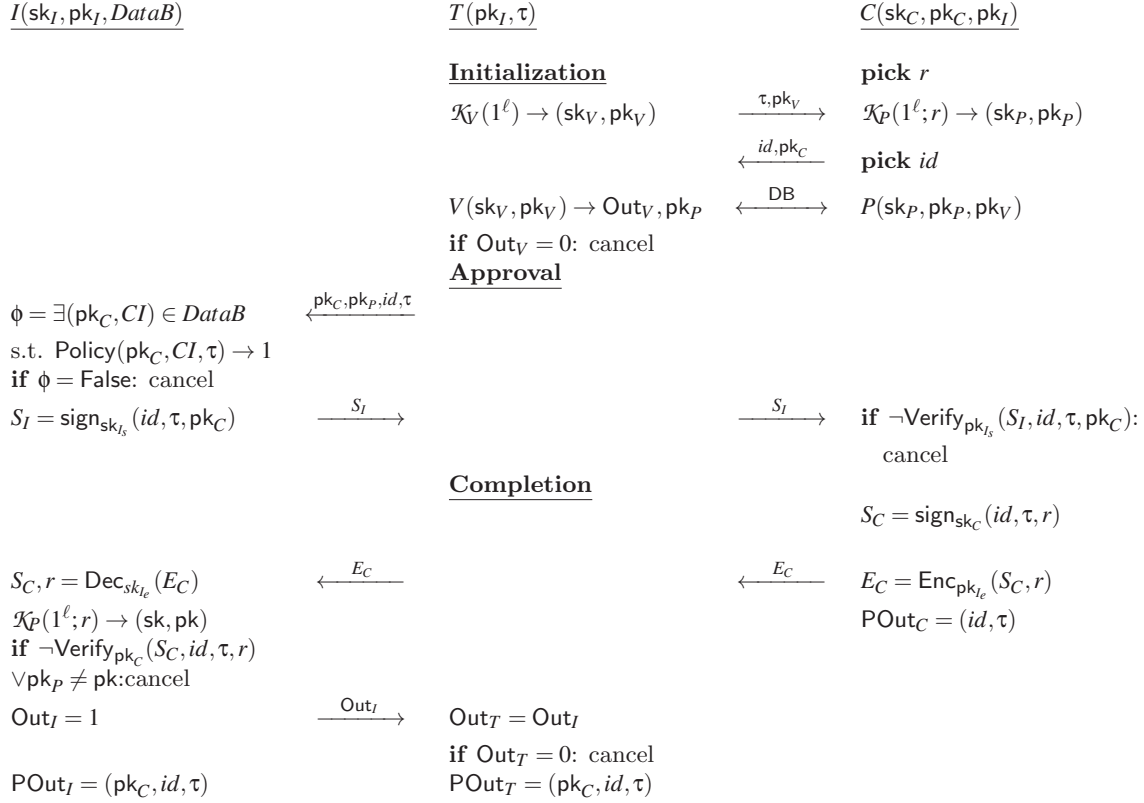 I(sk_I, pk_I, DataB) T(pk_I, τ) C(sk_C, pk_C, pk_I)
Initialization pick r
𝒦_V(1^ℓ) → (sk_V, pk_V) τ,pk_V 𝒦_P(1^ℓ; r) → (sk_P, pk_P)
id,pk_C pick id
V(sk_V, pk_V) → Out_V, pk_P DB P(sk_P, pk_P, pk_V)
if Out_V = 0: cancel
Approval
ϕ = ∃(pk_C, CI) ∈ DataB pk_C,pk_P,id,τ
s.t. Policy(pk_C, CI, τ) → 1
if ϕ = False: cancel
S_I = sign_{sk_{I_s}}(id, τ, pk_C) S_I S_I if ¬Verify_{pk_{I_s}}(S_I, id, τ, pk_C):
cancel
Completion
S_C = sign_{sk_C}(id, τ, r)
S_C, r = Dec_{sk_{I_e}}(E_C) E_C E_C E_C = Enc_{pk_{I_e}}(S_C, r)
𝒦_P(1^ℓ; r) → (sk, pk) POut_C = (id, τ)
if ¬Verify_{pk_C}(S_C, id, τ, r)
∨pk_P ≠ pk:cancel
Out_I = 1 Out_I Out_T = Out_I
if Out_T = 0: cancel
POut_I = (pk_C, id, τ) POut_T = (pk_C, id, τ)